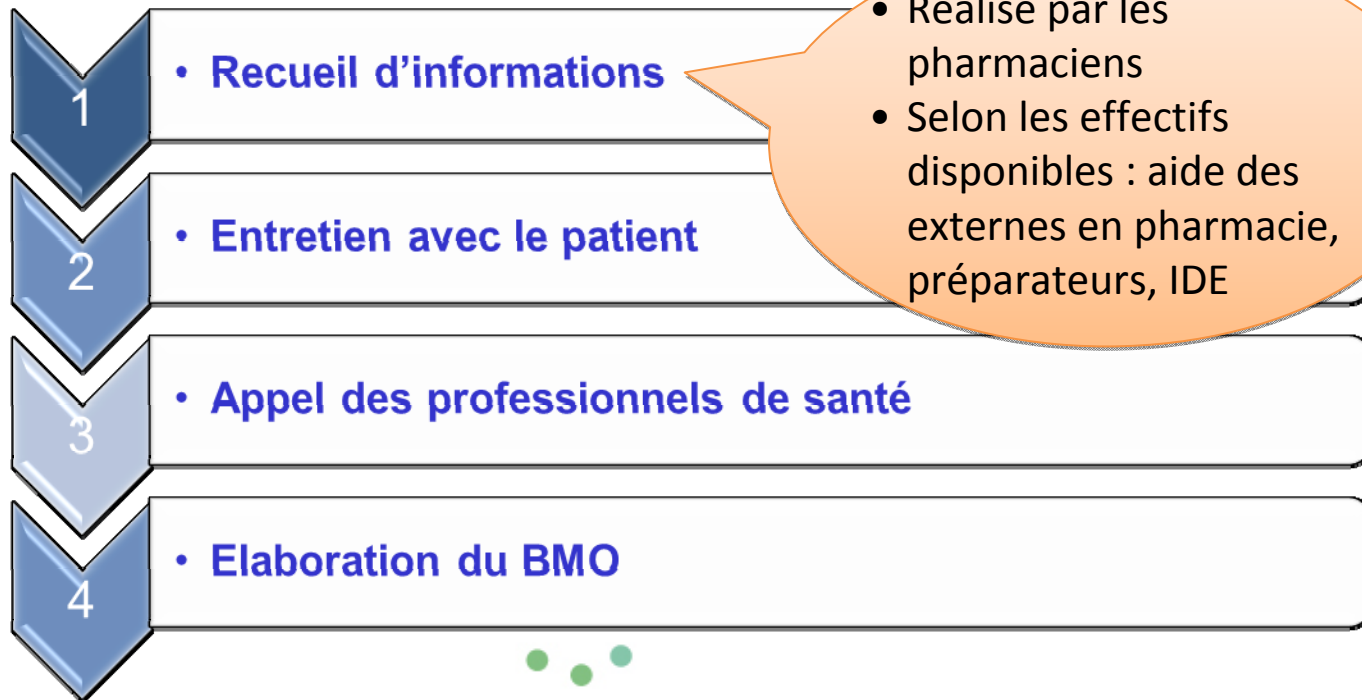 1
• Recueil d'informations
• Réalisé par les
pharmaciens
• Selon les effectifs
disponibles : aide des
externes en pharmacie,
préparateurs, IDE
2
• Entretien avec le patient
3
• Appel des professionnels de santé
4
• Elaboration du BMO